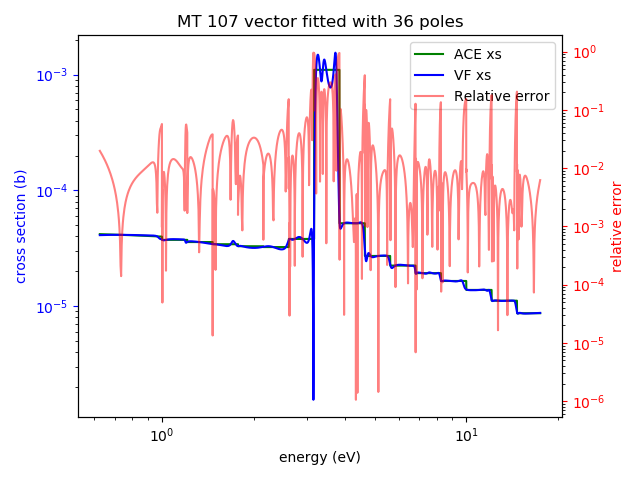 MT 107 vector fitted with 36 poles
ACE xs
VF xs
Relative error
cross section (b)
10⁻³
10⁻⁴
10⁻⁵
10⁰
10⁻¹
10⁻²
10⁻³
10⁻⁴
10⁻⁵
10⁻⁶
relative error
10⁰
10¹
energy (eV)